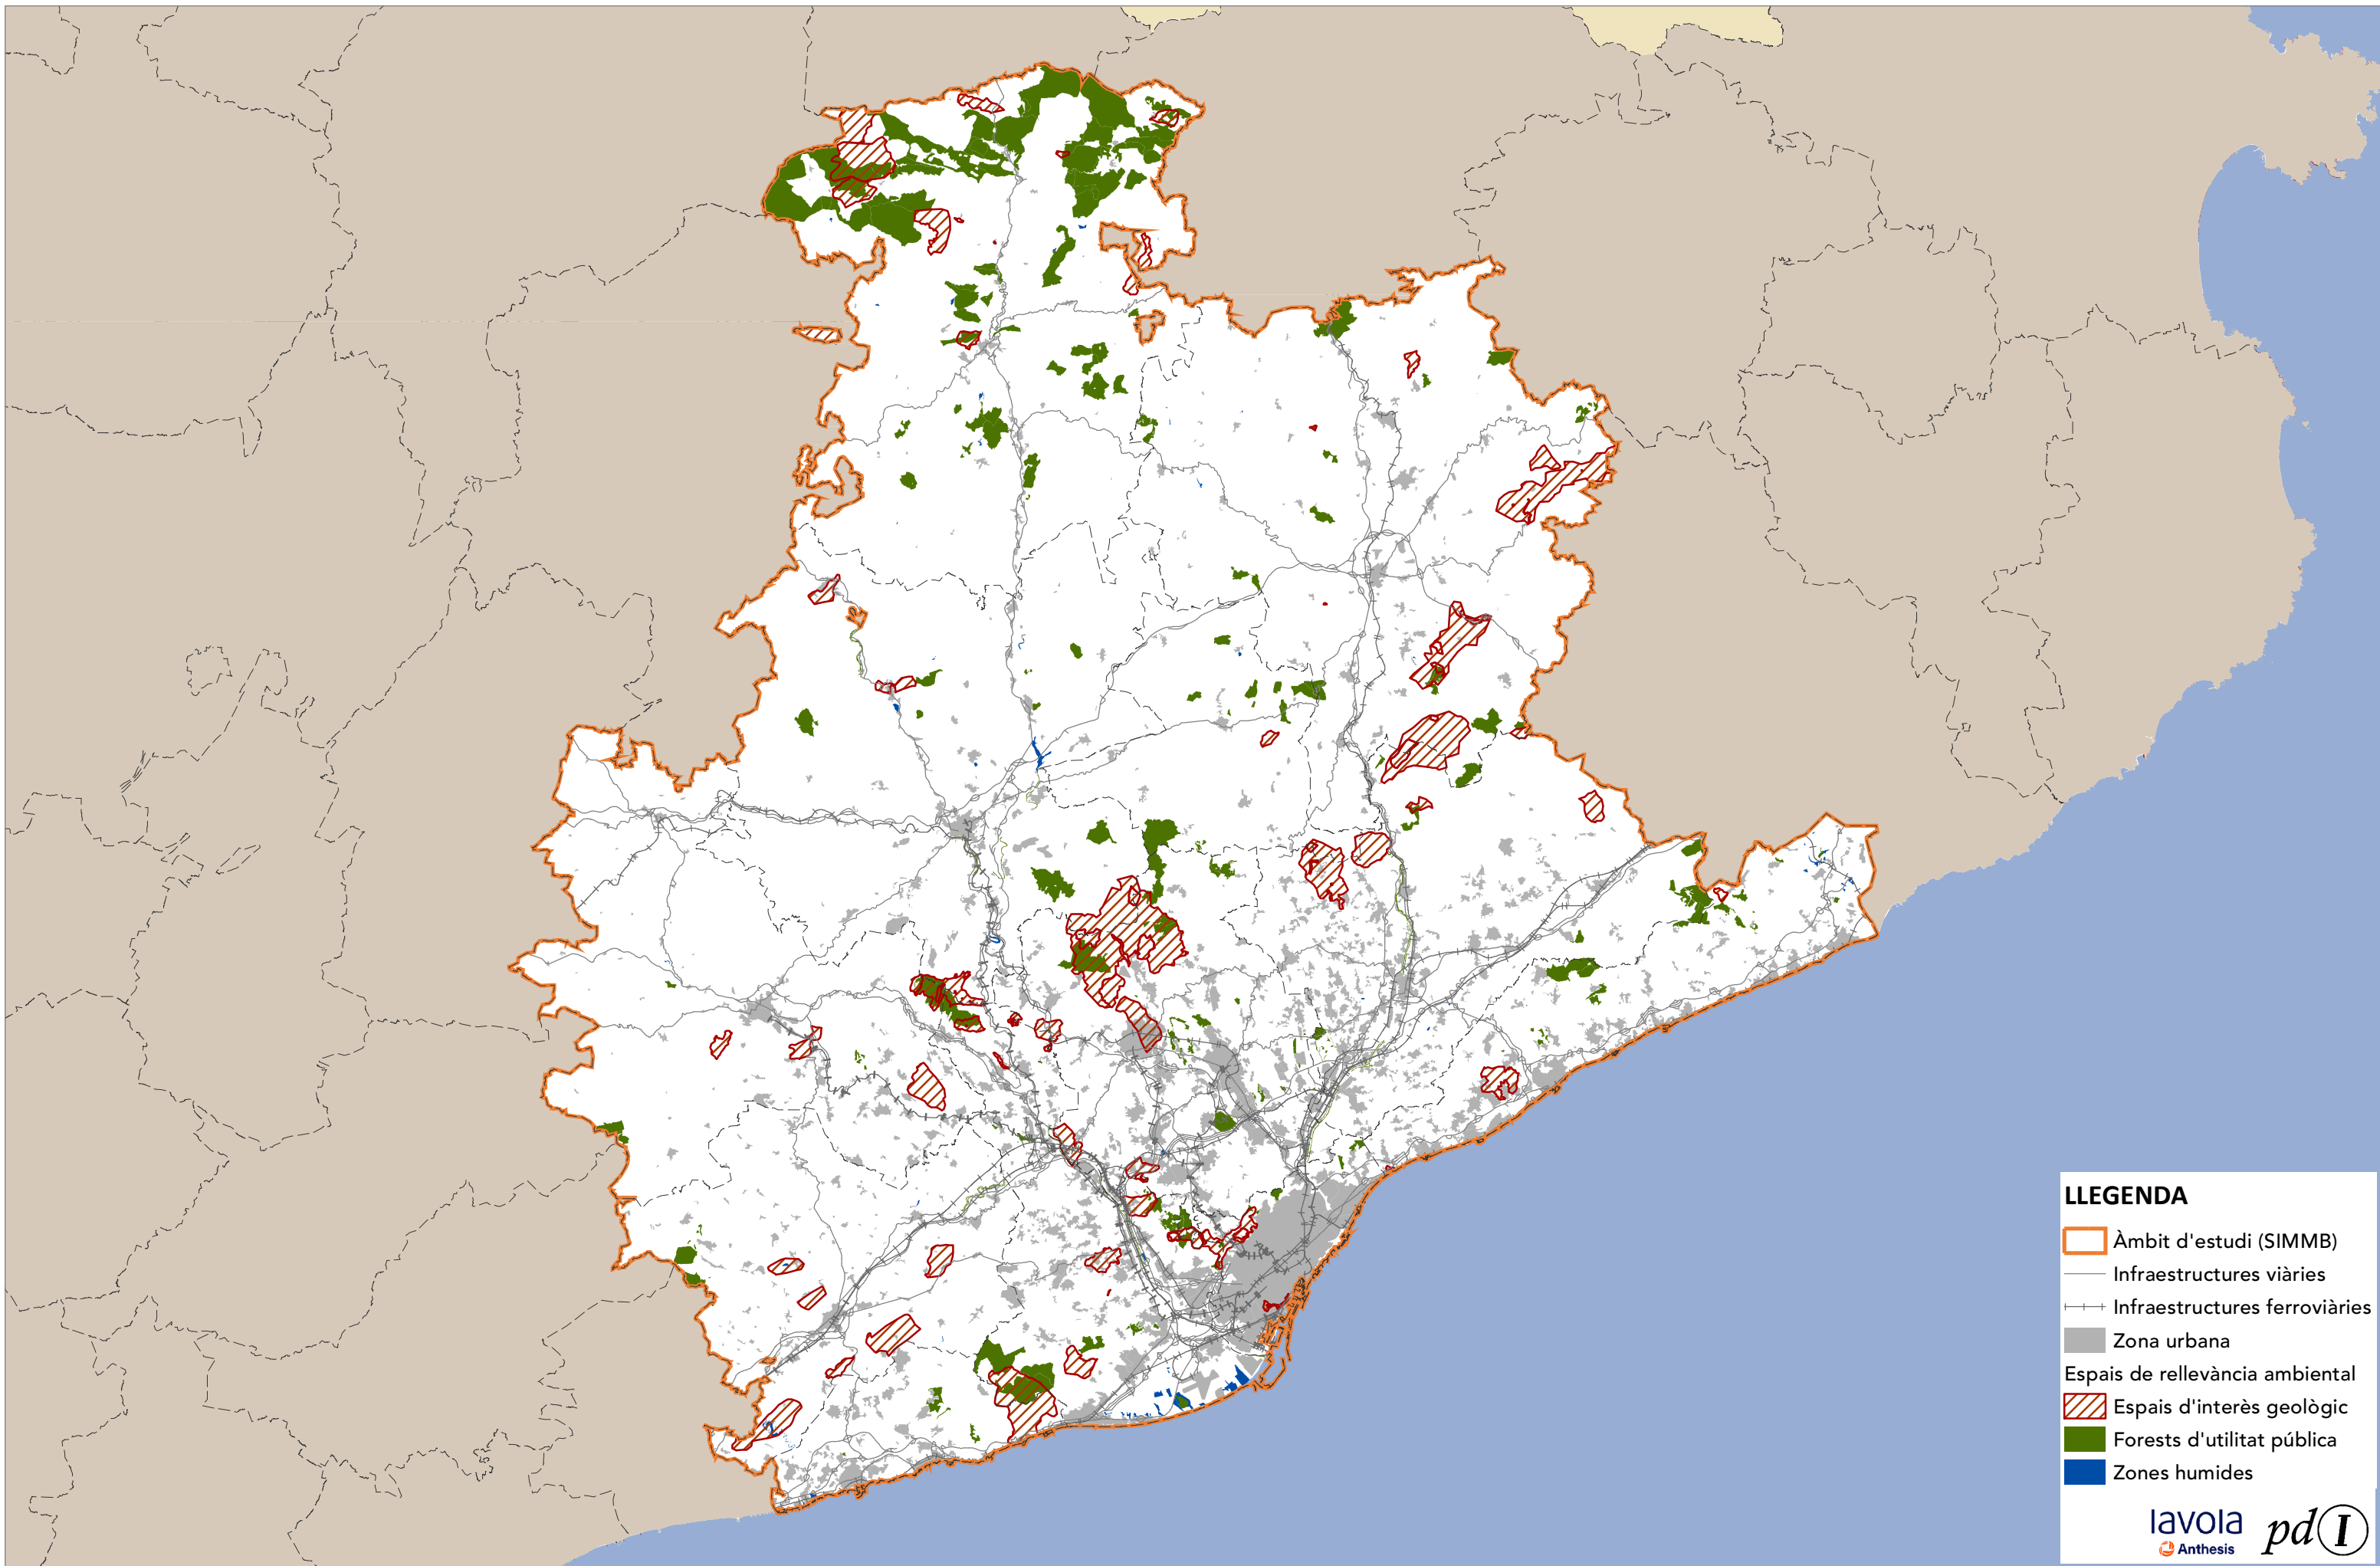 LLEGENDA
Àmbit d'estudi (SIMMB)
Infraestructures viàries
Infraestructures ferroviàries
Zona urbana
Espais de rellevància ambiental
Espais d'interès geològic
Forests d'utilitat pública
Zones humides
lavola
Anthesis
pdI